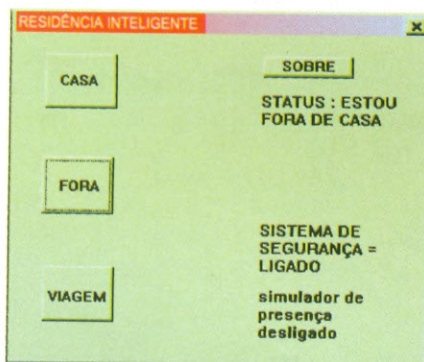 RESIDÊNCIA INTELIGENTE
x
CASA
SOBRE
STATUS : ESTOU
FORA DE CASA
FORA
SISTEMA DE
SEGURANÇA =
LIGADO
VIAGEM
simulador de
presença
desligado